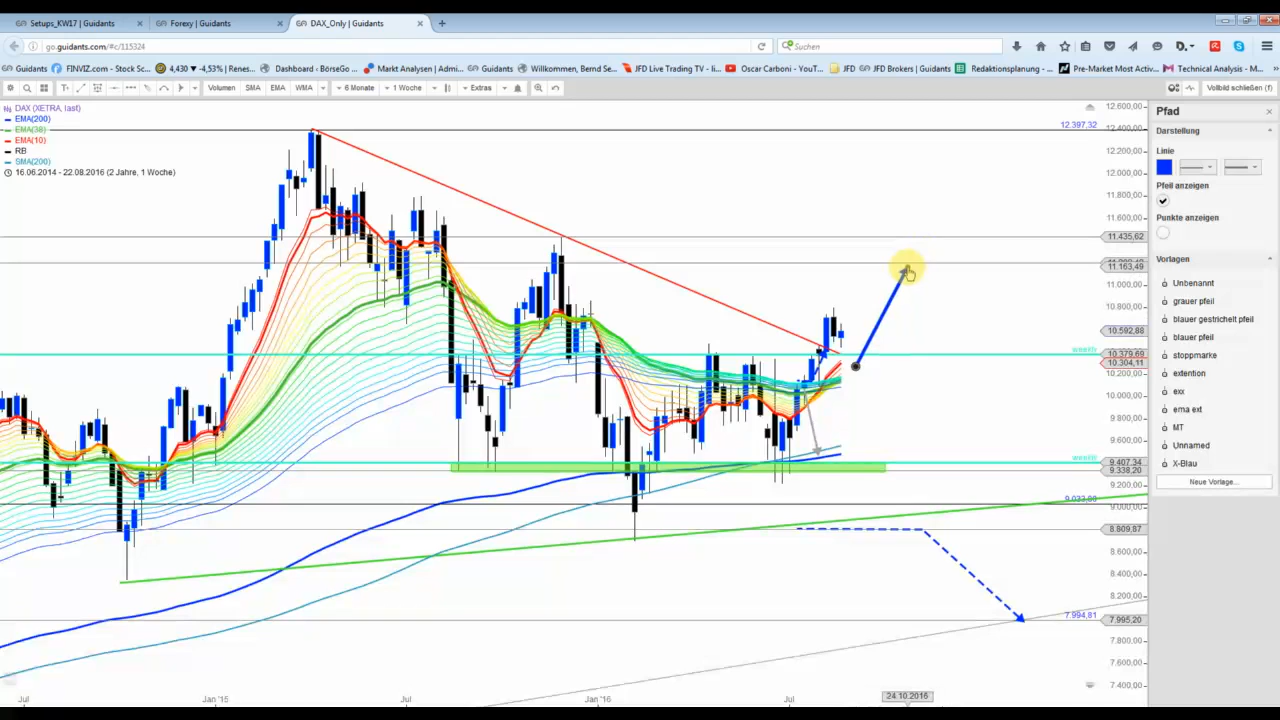 Setups_KW17 | Guidants
Forexy | Guidants
DAX_Only | Guidants
go.guidants.com/#c/115324
Suchen
Guidants
FINVIZ.com - Stock Sc...
4,430 ▾ -4,53% | Renes...
Dashboard ‹ BörseGo ...
Markt Analysen | Admi...
Guidants
Willkommen, Bernd Se...
JFD Live Trading TV - li...
Oscar Carboni - YouT...
JFD
JFD Brokers | Guidants
Redaktionsplanung - ...
Pre-Market Most Activ...
Technical Analysis - M...
Volumen
SMA
EMA
WMA
6 Monate
1 Woche
Extras
Vollbild schließen (f)
DAX (XETRA, last)
EMA(200)
EMA(38)
EMA(10)
RB
SMA(200)
16.06.2014 - 22.08.2016 (2 Jahre, 1 Woche)
12.600,00
12.397,32
12.400,00
12.200,00
12.000,00
11.800,00
11.600,00
11.435,62
11.163,49
11.000,00
10.800,00
10.592,88
weekly
10.379,69
10.304,11
10.200,00
10.000,00
9.800,00
9.600,00
weekly
9.407,34
9.338,20
9.200,00
9.000,00
8.809,87
8.600,00
8.400,00
8.200,00
7.994,81
7.995,20
7.800,00
7.600,00
7.400,00
Jul
Jan '15
Jul
Jan '16
Jul
24.10.2016
Pfad
Darstellung
Linie
Pfeil anzeigen
Punkte anzeigen
Vorlagen
Unbenannt
grauer pfeil
blauer gestrichelt pfeil
blauer pfeil
stoppmarke
extention
exx
ema ext
MT
Unnamed
X-Blau
Neue Vorlage...